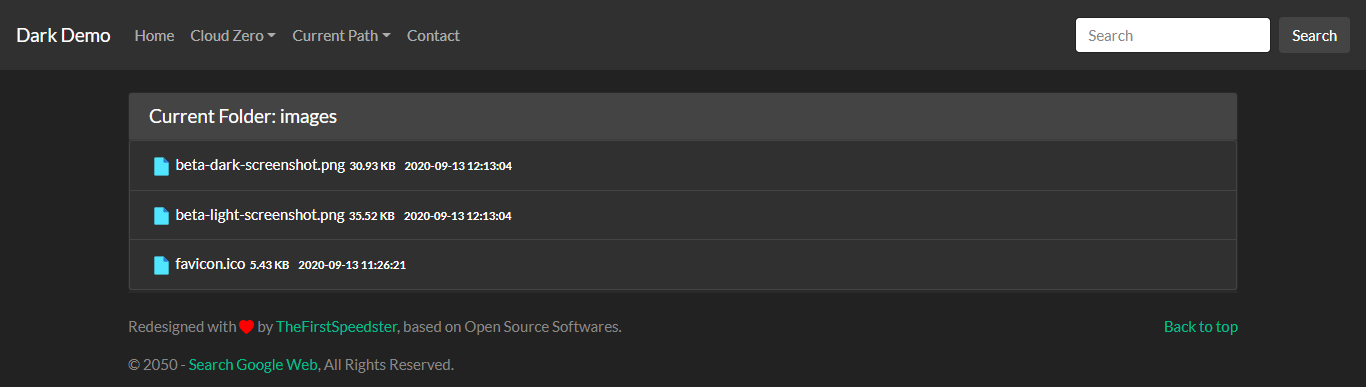 Dark Demo Home Cloud Zero Current Path Contact Search Search
Current Folder: images
beta-dark-screenshot.png 30.93 KB 2020-09-13 12:13:04
beta-light-screenshot.png 35.52 KB 2020-09-13 12:13:04
favicon.ico 5.43 KB 2020-09-13 11:26:21
Redesigned with by TheFirstSpeedster, based on Open Source Softwares. Back to top
© 2050 - Search Google Web, All Rights Reserved.